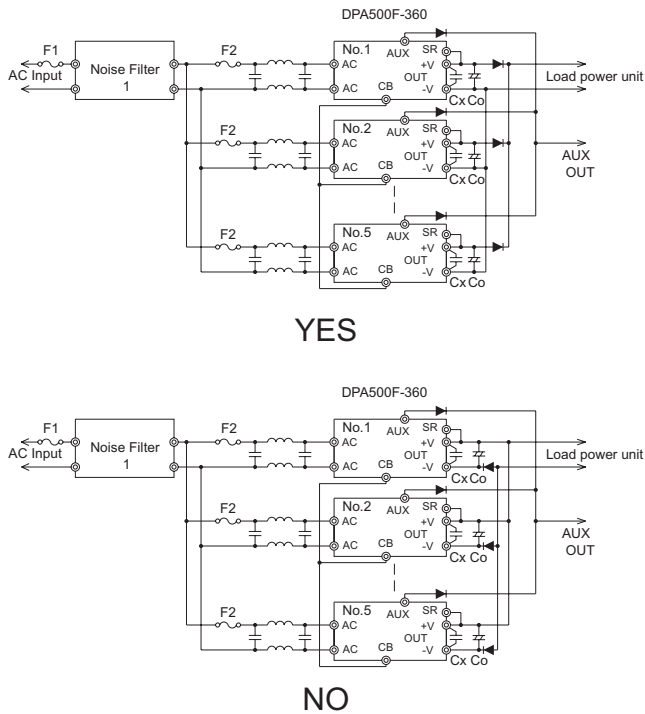 DPA500F-360
F1
AC Input
Noise Filter
1
F2
No.1
AUX
SR
AC
+V
OUT
AC
CB
-V
Cx Co
Load power unit
F2
No.2
AUX
SR
AC
+V
OUT
AC
CB
-V
Cx Co
AUX
OUT
F2
No.5
AUX
SR
AC
+V
OUT
AC
CB
-V
Cx Co
YES
DPA500F-360
F1
AC Input
Noise Filter
1
F2
No.1
AUX
SR
AC
+V
OUT
AC
CB
-V
Cx Co
Load power unit
F2
No.2
AUX
SR
AC
+V
OUT
AC
CB
-V
Cx Co
AUX
OUT
F2
No.5
AUX
SR
AC
+V
OUT
AC
CB
-V
Cx Co
NO